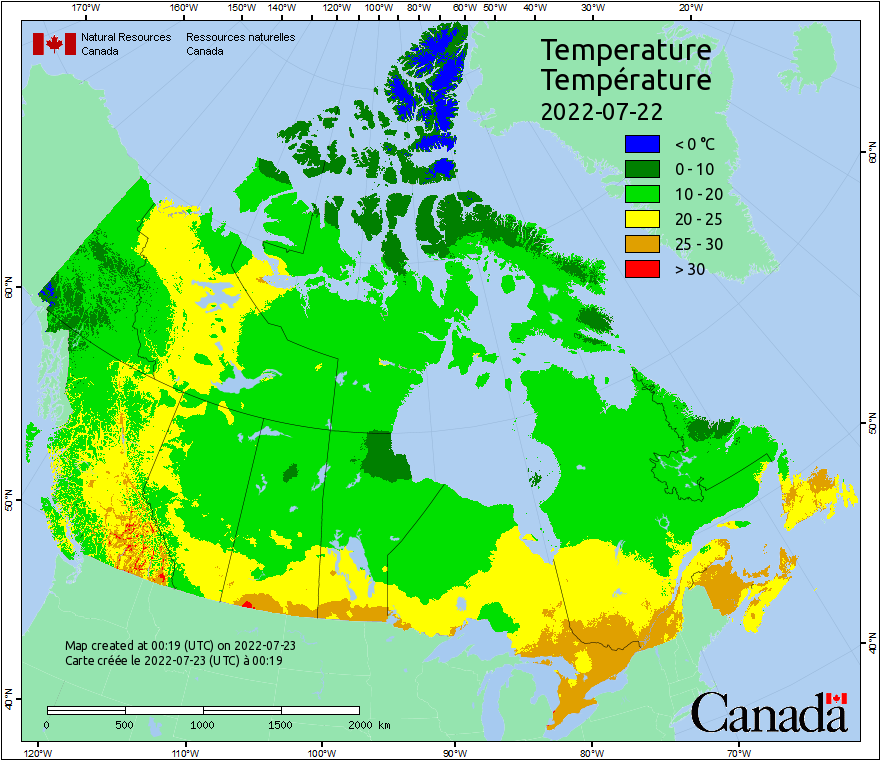 170°W 160°W 150°W 140°W 130°W 120°W 110°W 100°W 80°W 60°W 50°W 40°W 30°W 20°W
Natural Resources Ressources naturelles
Canada Canada
Temperature
Température
2022-07-22
< 0 °C
0 - 10
10 - 20
20 - 25
25 - 30
> 30
60°N
60°N
50°N
50°N
40°N
40°N
Map created at 00:19 (UTC) on 2022-07-23
Carte créée le 2022-07-23 (UTC) à 00:19
0 500 1000 1500 2000 km
Canada
120°W 110°W 100°W 90°W 80°W 70°W